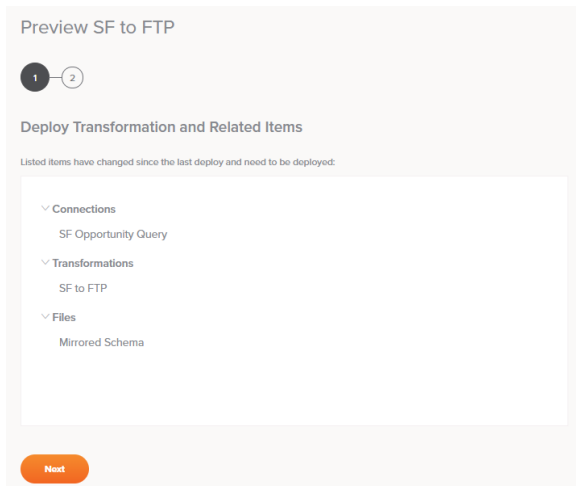 Preview SF to FTP
1
2
Deploy Transformation and Related Items
Listed items have changed since the last deploy and need to be deployed:
Connections
SF Opportunity Query
Transformations
SF to FTP
Files
Mirrored Schema
Next